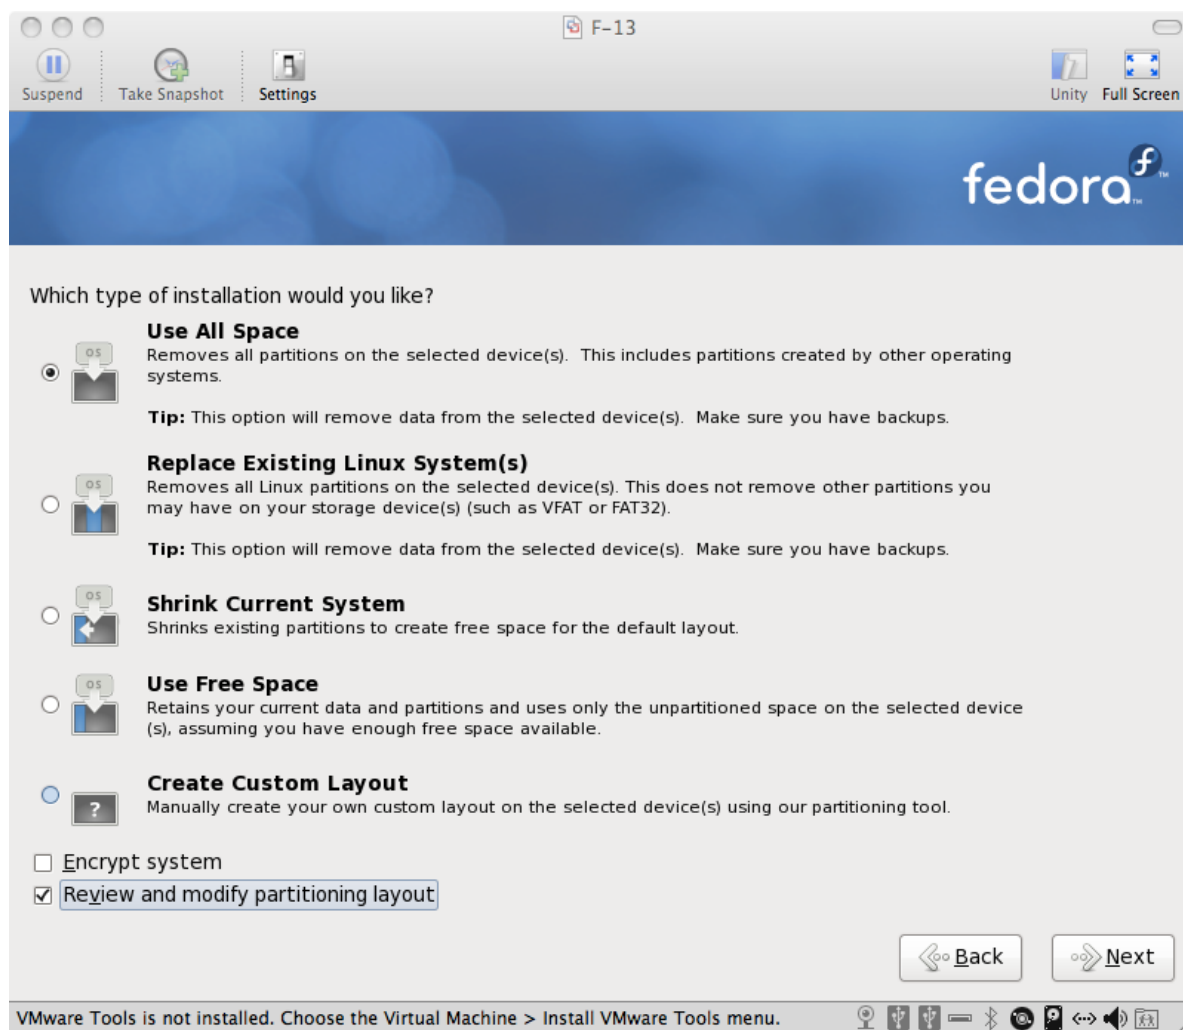 F-13
Suspend
Take Snapshot
Settings
Unity
Full Screen
fedora™
Which type of installation would you like?
OS
Use All Space
Removes all partitions on the selected device(s).  This includes partitions created by other operating
systems.
Tip: This option will remove data from the selected device(s).  Make sure you have backups.
OS
Replace Existing Linux System(s)
Removes all Linux partitions on the selected device(s). This does not remove other partitions you
may have on your storage device(s) (such as VFAT or FAT32).
Tip: This option will remove data from the selected device(s).  Make sure you have backups.
OS
Shrink Current System
Shrinks existing partitions to create free space for the default layout.
OS
Use Free Space
Retains your current data and partitions and uses only the unpartitioned space on the selected device
(s), assuming you have enough free space available.
?
Create Custom Layout
Manually create your own custom layout on the selected device(s) using our partitioning tool.
Encrypt system
Review and modify partitioning layout
Back
Next
VMware Tools is not installed. Choose the Virtual Machine > Install VMware Tools menu.